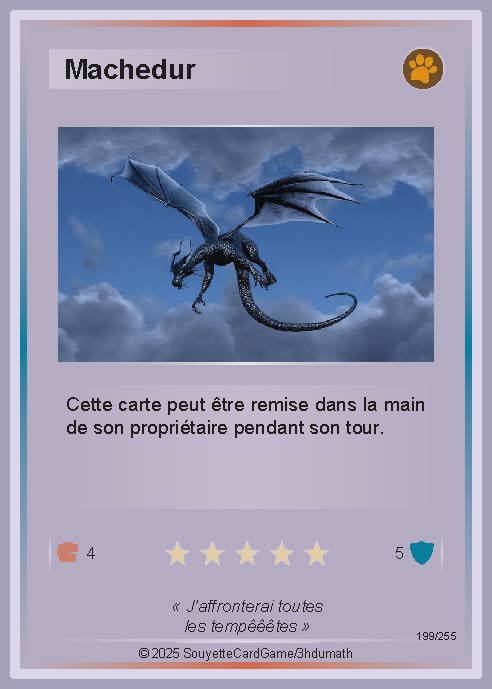 Machedur
Cette carte peut être remise dans la main
de son propriétaire pendant son tour.
4
5
« J'affronterai toutes
les tempêêêtes »
199/255
© 2025 SouyetteCardGame/3hdumath